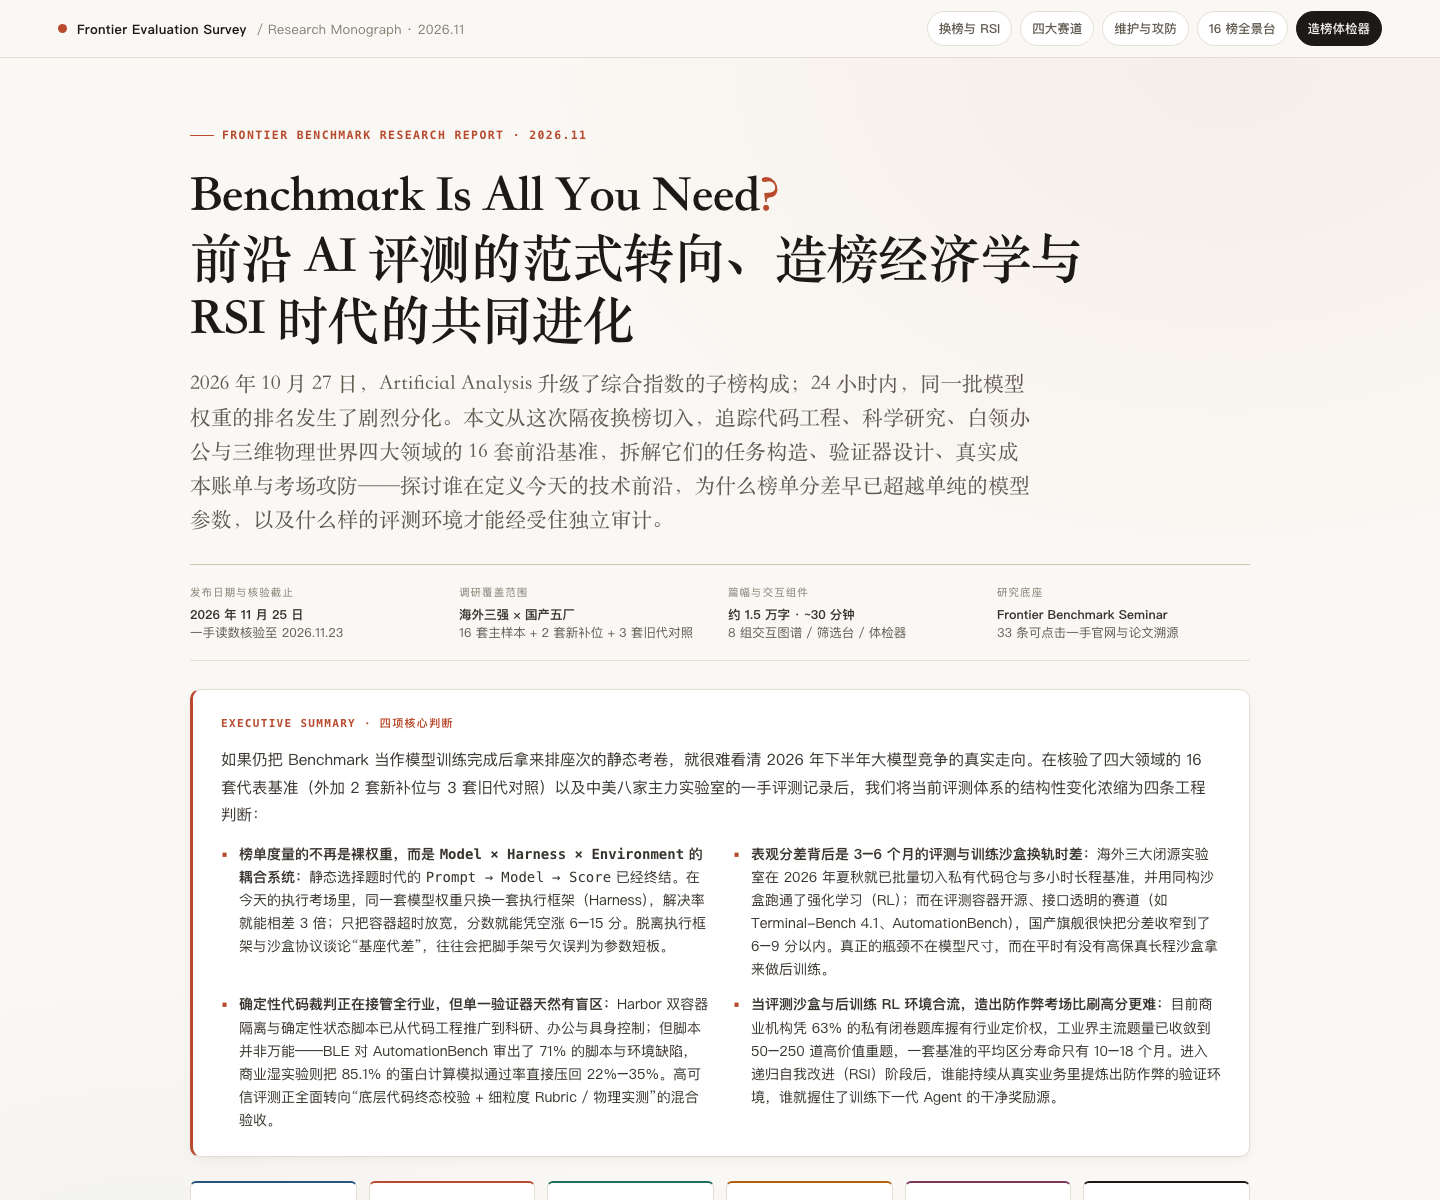 Frontier Evaluation Survey / Research Monograph · 2026.11
换榜与 RSI
四大赛道
维护与攻防
16 榜全景台
造榜体检器
FRONTIER BENCHMARK RESEARCH REPORT · 2026.11
Benchmark Is All You Need?
前沿 AI 评测的范式转向、造榜经济学与
RSI 时代的共同进化
2026 年 10 月 27 日，Artificial Analysis 升级了综合指数的子榜构成；24 小时内，同一批模型
权重的排名发生了剧烈分化。本文从这次隔夜换榜切入，追踪代码工程、科学研究、白领办
公与三维物理世界四大领域的 16 套前沿基准，拆解它们的任务构造、验证器设计、真实成
本账单与考场攻防——探讨谁在定义今天的技术前沿，为什么榜单分差早已超越单纯的模型
参数，以及什么样的评测环境才能经受住独立审计。
发布日期与核验截止
2026 年 11 月 25 日
一手读数核验至 2026.11.23
调研覆盖范围
海外三强 × 国产五厂
16 套主样本 + 2 套新补位 + 3 套旧代对照
篇幅与交互组件
约 1.5 万字 · ~30 分钟
8 组交互图谱 / 筛选台 / 体检器
研究底座
Frontier Benchmark Seminar
33 条可点击一手官网与论文溯源
EXECUTIVE SUMMARY · 四项核心判断
如果仍把 Benchmark 当作模型训练完成后拿来排座次的静态考卷，就很难看清 2026 年下半年大模型竞争的真实走向。在核验了四大领域的 16
套代表基准（外加 2 套新补位与 3 套旧代对照）以及中美八家主力实验室的一手评测记录后，我们将当前评测体系的结构性变化浓缩为四条工程
判断：
▪ 榜单度量的不再是裸权重，而是 Model × Harness × Environment 的
耦合系统：静态选择题时代的 Prompt → Model → Score 已经终结。在
今天的执行考场里，同一套模型权重只换一套执行框架（Harness），解决率
就能相差 3 倍；只把容器超时放宽，分数就能凭空涨 6—15 分。脱离执行框
架与沙盒协议谈论“基座代差”，往往会把脚手架亏欠误判为参数短板。
▪ 表观分差背后是 3—6 个月的评测与训练沙盒换轨时差：海外三大闭源实验
室在 2026 年夏秋就已批量切入私有代码仓与多小时长程基准，并用同构沙
盒跑通了强化学习（RL）；而在评测容器开源、接口透明的赛道（如
Terminal-Bench 4.1、AutomationBench），国产旗舰很快把分差收窄到了
6—9 分以内。真正的瓶颈不在模型尺寸，而在平时有没有高保真长程沙盒拿
来做后训练。
▪ 确定性代码裁判正在接管全行业，但单一验证器天然有盲区：Harbor 双容器
隔离与确定性状态脚本已从代码工程推广到科研、办公与具身控制；但脚本
并非万能——BLE 对 AutomationBench 审出了 71% 的脚本与环境缺陷，
商业湿实验则把 85.1% 的蛋白计算模拟通过率直接压回 22%—35%。高可
信评测正全面转向“底层代码终态校验 + 细粒度 Rubric / 物理实测”的混合
验收。
▪ 当评测沙盒与后训练 RL 环境合流，造出防作弊考场比刷高分更难：目前商
业机构凭 63% 的私有闭卷题库握有行业定价权，工业界主流题量已收敛到
50—250 道高价值重题，一套基准的平均区分寿命只有 10—18 个月。进入
递归自我改进（RSI）阶段后，谁能持续从真实业务里提炼出防作弊的验证环
境，谁就握住了训练下一代 Agent 的干净奖励源。